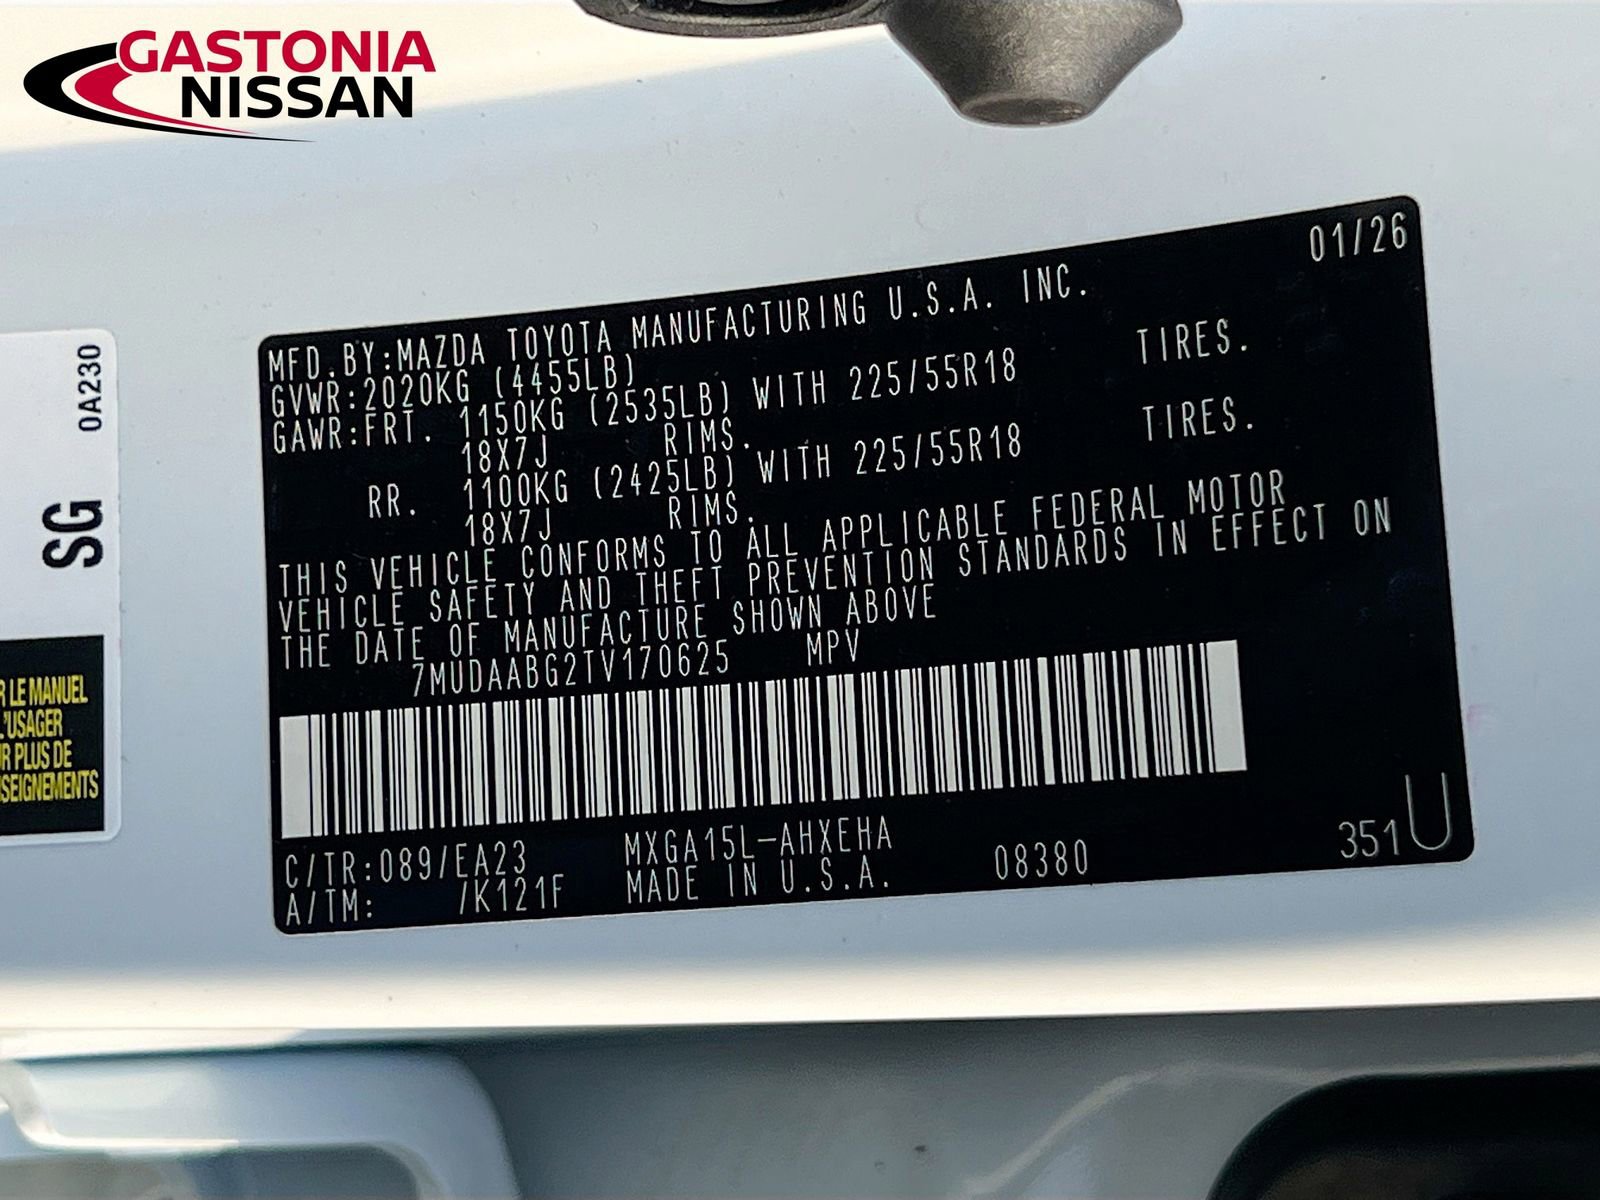 GASTONIA
NISSAN
0A230
SG
R LE MANUEL
L'USAGER
R PLUS DE
SEIGNEMENTS
01/26
MFD.BY:MAZDA TOYOTA MANUFACTURING U.S.A. INC.
GVWR:2020KG (4455LB)
GAWR:FRT. 1150KG (2535LB) WITH 225/55R18 TIRES.
18X7J RIMS.
RR. 1100KG (2425LB) WITH 225/55R18 TIRES.
18X7J RIMS.
THIS VEHICLE CONFORMS TO ALL APPLICABLE FEDERAL MOTOR
VEHICLE SAFETY AND THEFT PREVENTION STANDARDS IN EFFECT ON
THE DATE OF MANUFACTURE SHOWN ABOVE
7MUDAABG2TV170625 MPV
C/TR:089/EA23 MXGA15L-AHXEHA
A/TM: /K121F MADE IN U.S.A. 08380 351U